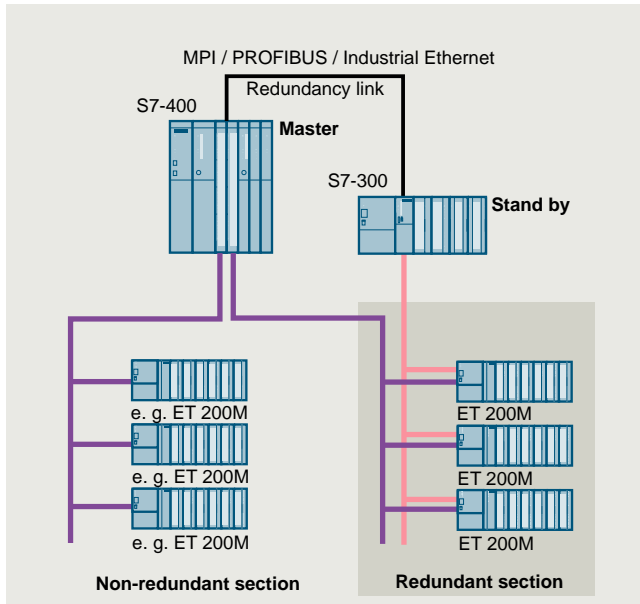 MPI / PROFIBUS / Industrial Ethernet
Redundancy link
S7-400
Master
S7-300
Stand by
e. g. ET 200M
ET 200M
e. g. ET 200M
ET 200M
e. g. ET 200M
ET 200M
Non-redundant section
Redundant section